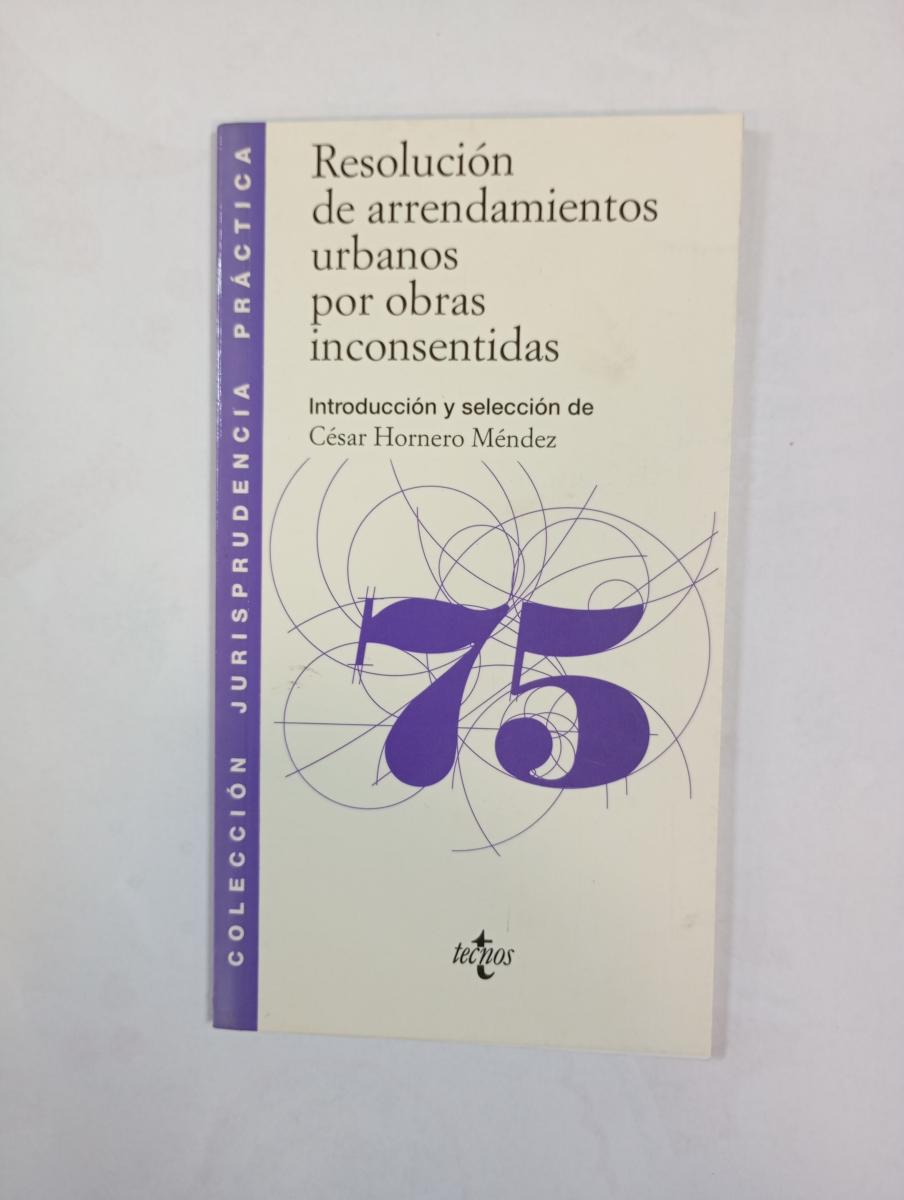 COLECCIÓN JURISPRUDENCIA PRÁCTICA
Resolución
de arrendamientos
urbanos
por obras
inconsentidas
Introducción y selección de
César Hornero Méndez
75
tecnos